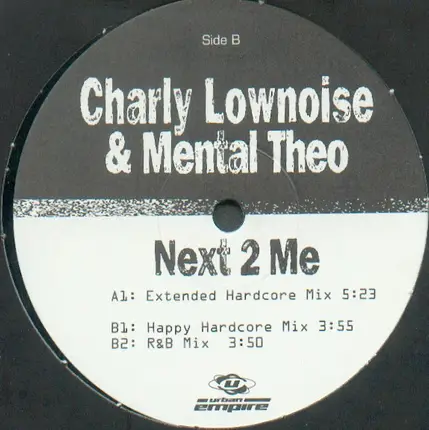 Side B
Charly Lownoise
& Mental Theo
Next 2 Me
A1: Extended Hardcore Mix 5:23
B1: Happy Hardcore Mix 3:55
B2: R&B Mix 3:50
U
urban
empire